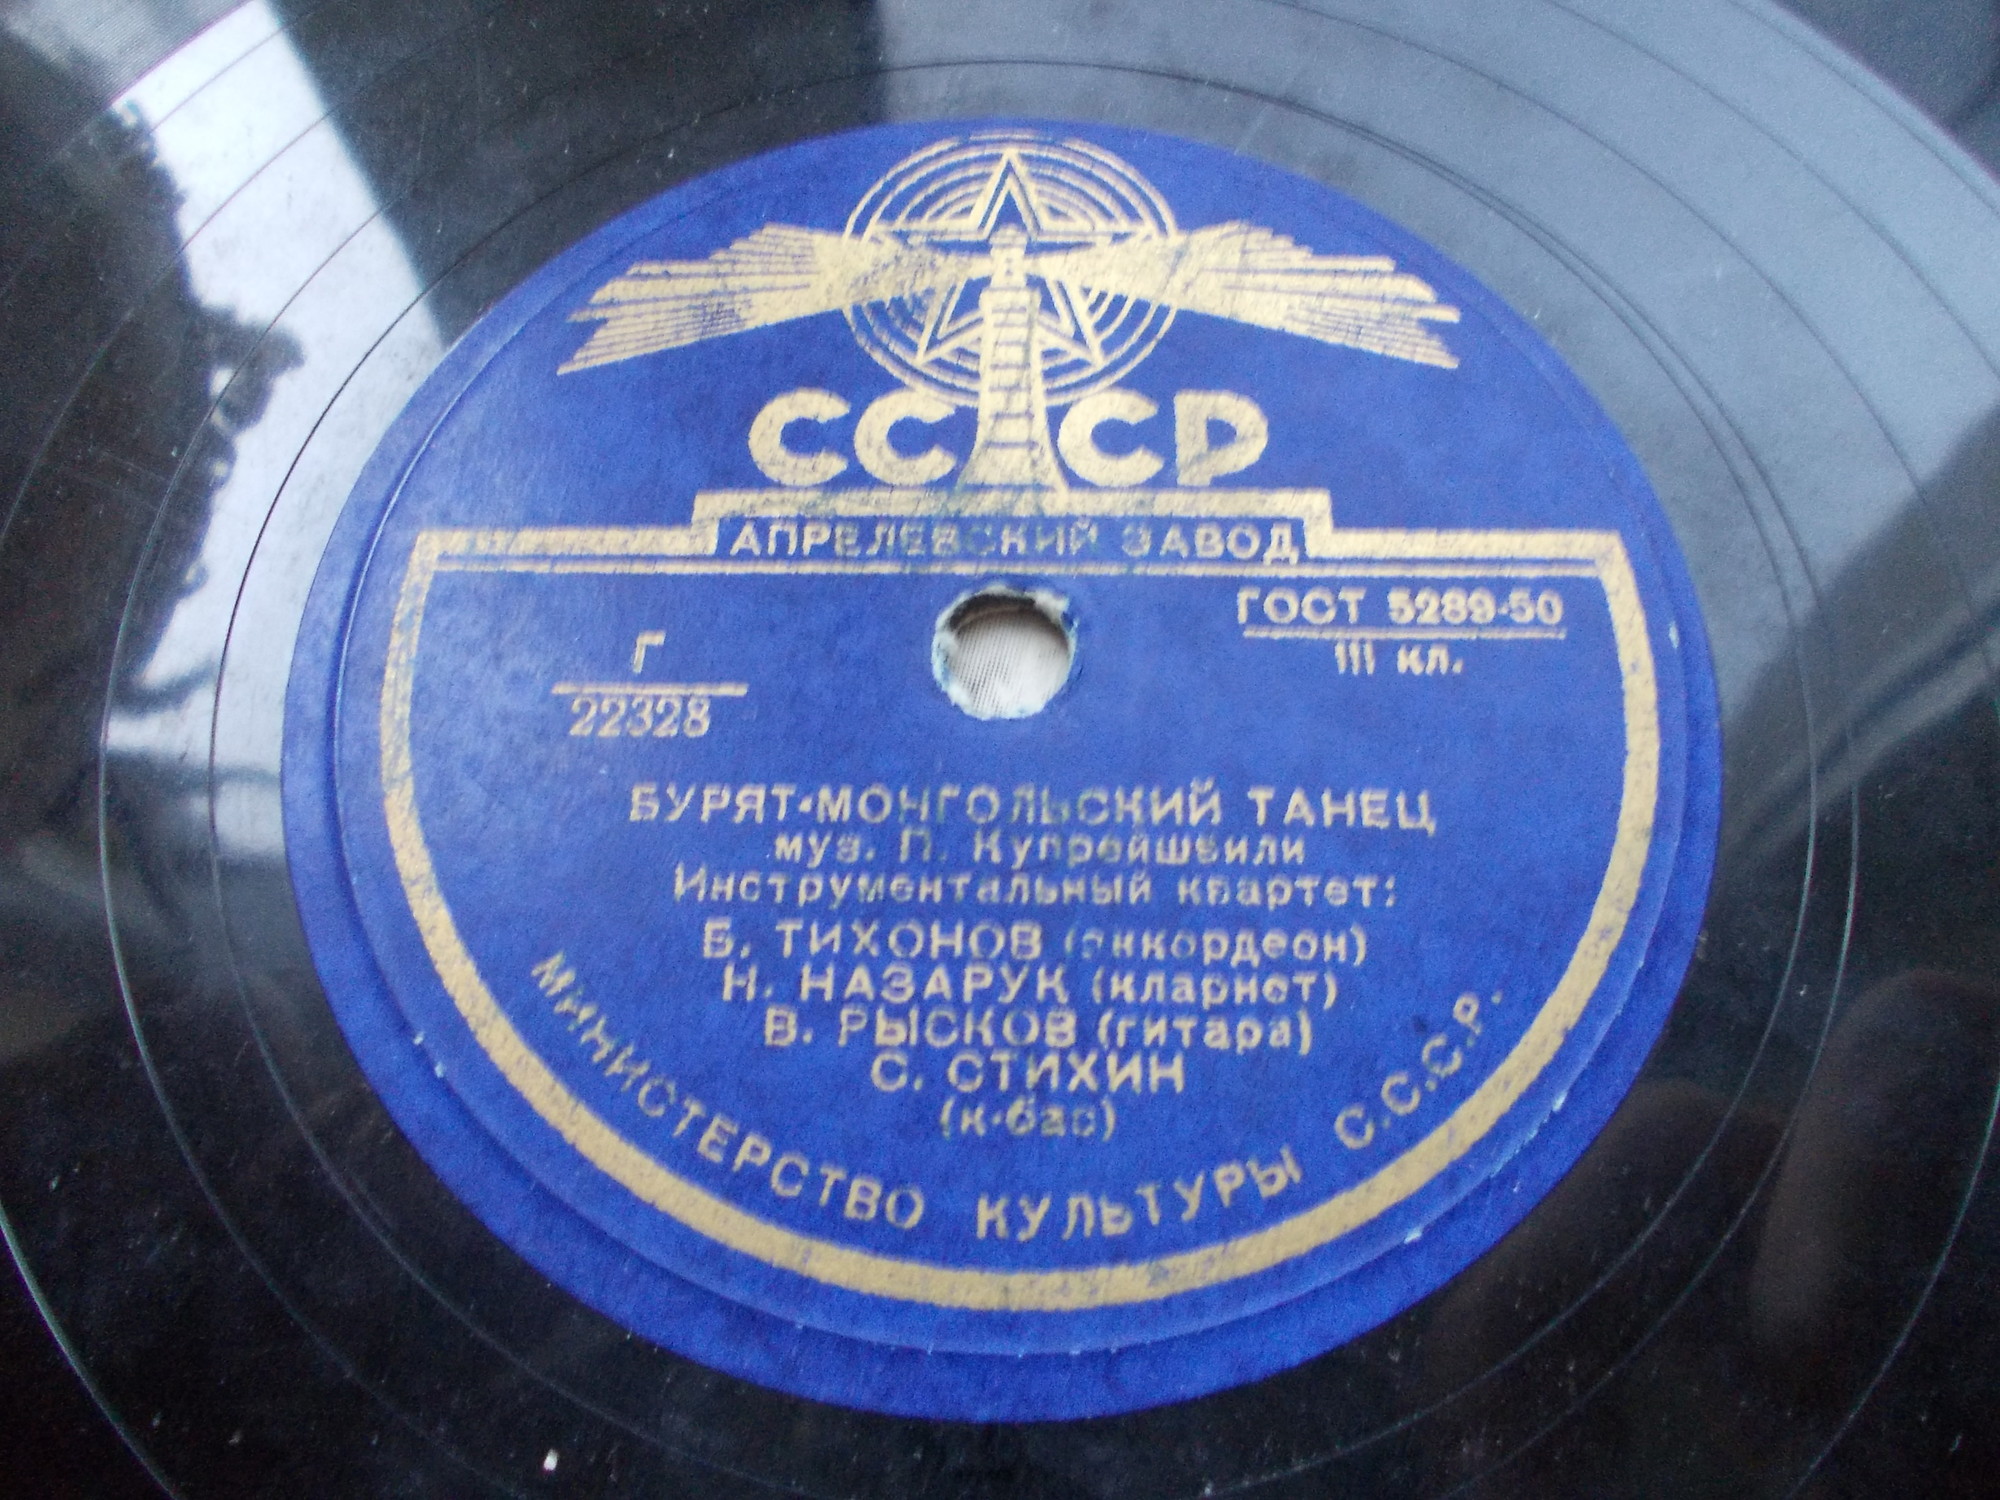 СССР
АПРЕЛЕВСКИЙ ЗАВОД
Г
22328
ГОСТ 5289-50
III кл.
БУРЯТ-МОНГОЛЬСКИЙ ТАНЕЦ
муз. П. Купрейшвили
Инструментальный квартет:
Б. ТИХОНОВ (аккордеон)
Н. НАЗАРУК (кларнет)
В. РЫСКОВ (гитара)
С. СТИХИН
(к-бас)
МИНИСТЕРСТВО КУЛЬТУРЫ С.С.С.Р.